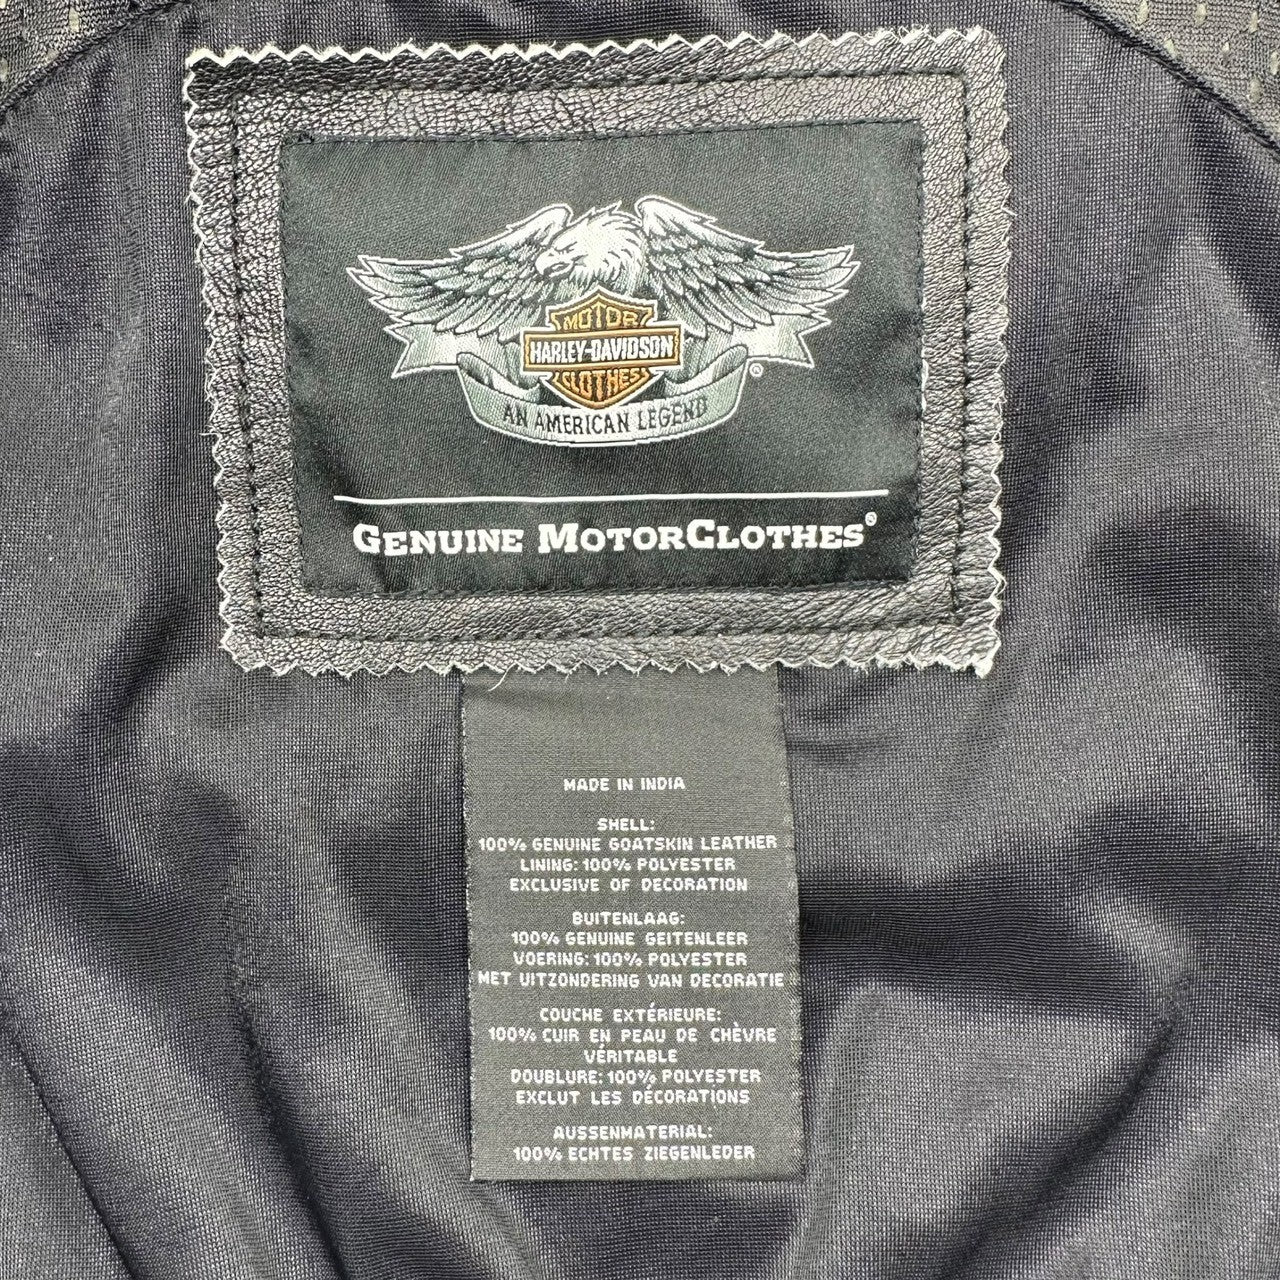 MOTOR
HARLEY-DAVIDSON
CLOTHES
®
AN AMERICAN LEGEND
GENUINE MOTORCLOTHES®
MADE IN INDIA
SHELL:
100% GENUINE GOATSKIN LEATHER
LINING: 100% POLYESTER
EXCLUSIVE OF DECORATION
BUITENLAAG:
100% GENUINE GEITENLEER
VOERING: 100% POLYESTER
MET UITZONDERING VAN DECORATIE
COUCHE EXTÉRIEURE:
100% CUIR EN PEAU DE CHÈVRE
VÉRITABLE
DOUBLURE: 100% POLYESTER
EXCLUT LES DÉCORATIONS
AUSSENMATERIAL:
100% ECHTES ZIEGENLEDER